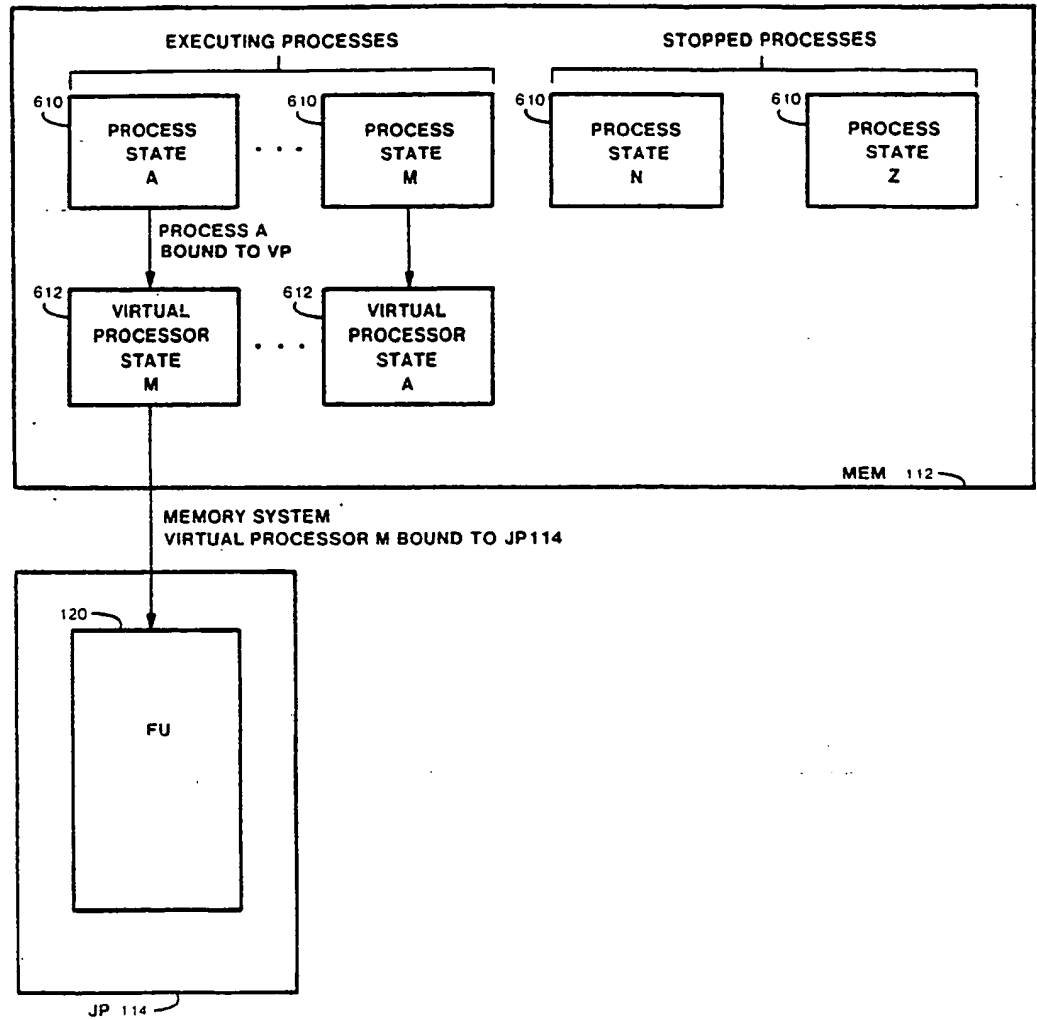 EXECUTING PROCESSES
STOPPED PROCESSES
610
PROCESS
STATE
A
. . .
610
PROCESS
STATE
M
610
PROCESS
STATE
N
610
PROCESS
STATE
Z
PROCESS A
BOUND TO VP
612
VIRTUAL
PROCESSOR
STATE
M
. . .
612
VIRTUAL
PROCESSOR
STATE
A
MEM 112
MEMORY SYSTEM
VIRTUAL PROCESSOR M BOUND TO JP114
120
FU
JP 114